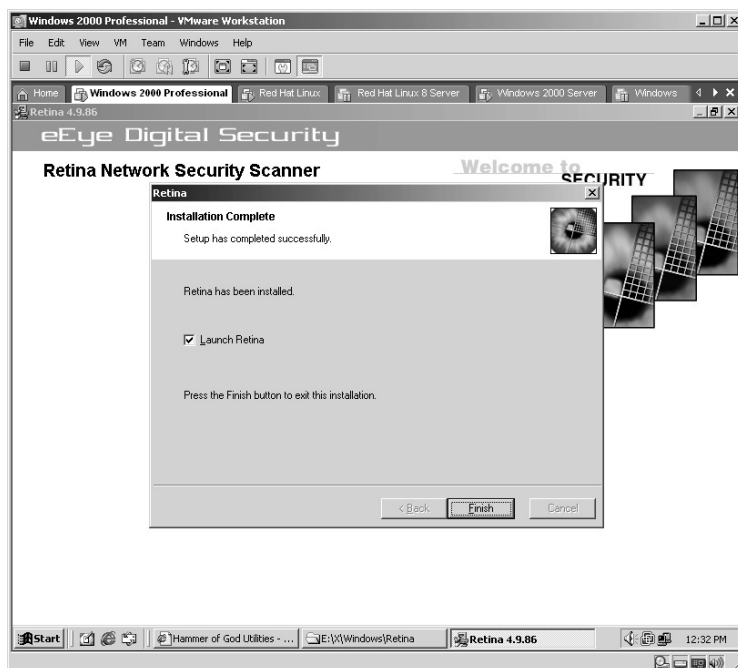 Windows 2000 Professional - VMware Workstation
File Edit View VM Team Windows Help
Home Windows 2000 Professional Red Hat Linux Red Hat Linux 8 Server Windows 2000 Server Windows
Retina 4.9.86
eEye Digital Security
Retina Network Security Scanner
Welcome to
SECURITY
Retina
Installation Complete
Setup has completed successfully.
Retina has been installed.
Launch Retina
Press the Finish button to exit this installation.
< Back Finish Cancel
Start Hammer of God Utilities - ... E:\X\Windows\Retina Retina 4.9.86 12:32 PM